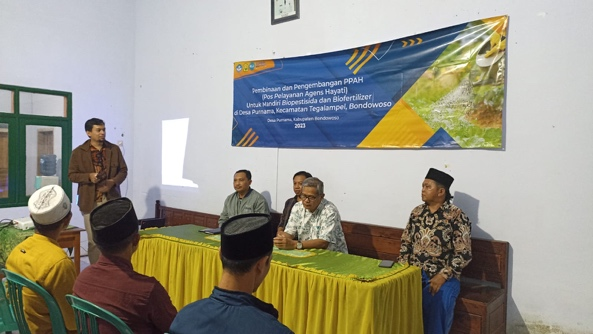 Pembinaan dan Pengembangan PPAH
(Pos Pelayanan Agens Hayati)
Untuk Mandiri Biopestisida dan Biofertilizer
di Desa Purnama, Kecamatan Tegalampel, Bondowoso
Desa Purnama, Kabupaten Bondowoso
2023